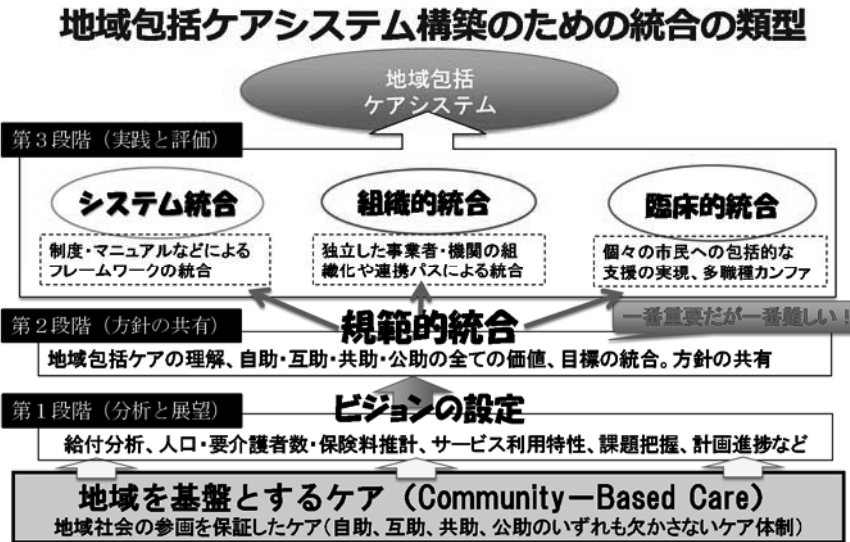 地域包括ケアシステム構築のための統合の類型
地域包括
ケアシステム
第3段階（実践と評価）
システム統合
制度・マニュアルなどによる
フレームワークの統合
組織的統合
独立した事業者・機関の組
織化や連携パスによる統合
臨床的統合
個々の市民への包括的な
支援の実現、多職種カンファ
第2段階（方針の共有）
規範的統合
一番重要だが一番難しい！
地域包括ケアの理解、自助・互助・共助・公助の全ての価値、目標の統合。方針の共有
第1段階（分析と展望）
ビジョンの設定
給付分析、人口・要介護者数・保険料推計、サービス利用特性、課題把握、計画進捗など
地域を基盤とするケア（Community－Based Care）
地域社会の参画を保証したケア（自助、互助、共助、公助のいずれも欠かさないケア体制）